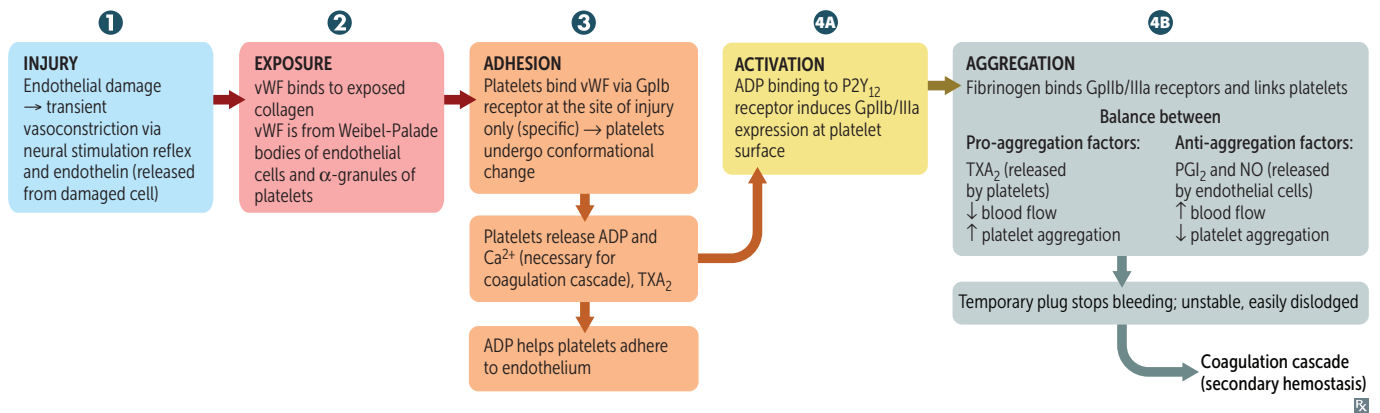 1
INJURY
Endothelial damage
→ transient
vasoconstriction via
neural stimulation reflex
and endothelin (released
from damaged cell)
2
EXPOSURE
vWF binds to exposed
collagen
vWF is from Weibel-Palade
bodies of endothelial
cells and α-granules of
platelets
3
ADHESION
Platelets bind vWF via GpIb
receptor at the site of injury
only (specific) → platelets
undergo conformational
change
Platelets release ADP and
Ca²⁺ (necessary for
coagulation cascade), TXA₂
ADP helps platelets adhere
to endothelium
4A
ACTIVATION
ADP binding to P2Y₁₂
receptor induces GpIIb/IIIa
expression at platelet
surface
4B
AGGREGATION
Fibrinogen binds GpIIb/IIIa receptors and links platelets
Balance between
Pro-aggregation factors:
TXA₂ (released
by platelets)
↓ blood flow
↑ platelet aggregation
Anti-aggregation factors:
PGI₂ and NO (released
by endothelial cells)
↑ blood flow
↓ platelet aggregation
Temporary plug stops bleeding; unstable, easily dislodged
Coagulation cascade
(secondary hemostasis)
Rx